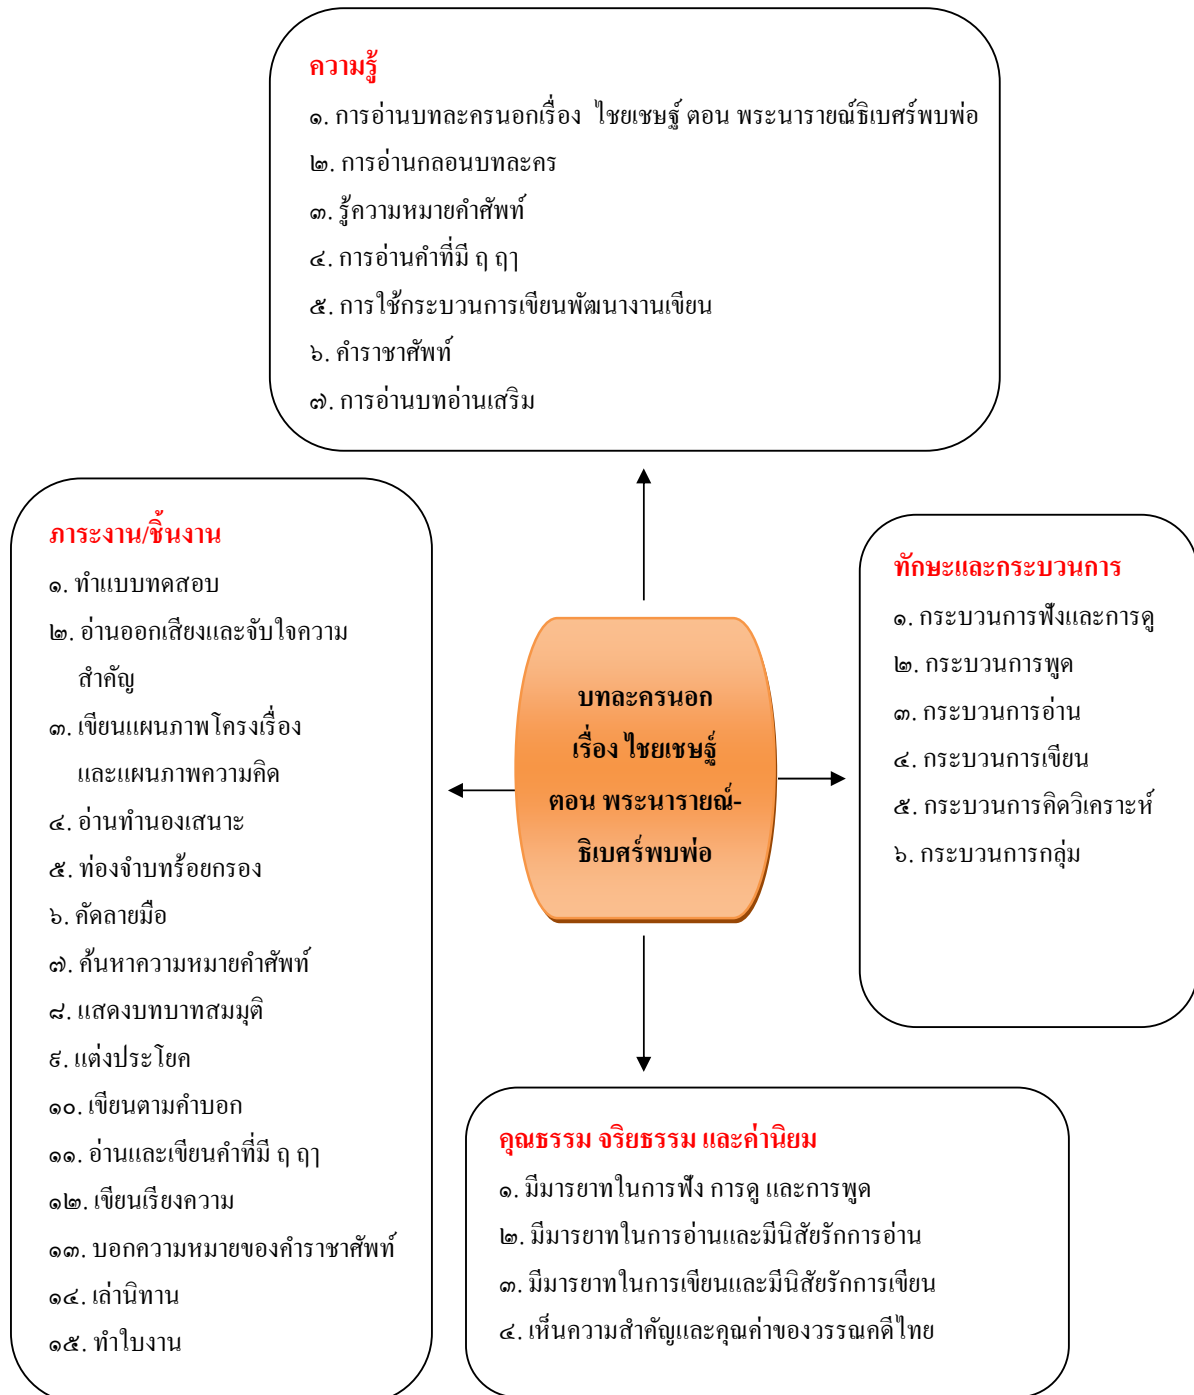 ความรู้
๑. การอ่านบทละครนอกเรื่อง ไชยเชษฐ์ ตอน พระนารายณ์ธิเบศร์พบพ่อ
๒. การอ่านกลอนบทละคร
๓. รู้ความหมายคำศัพท์
๔. การอ่านคำที่มี ฤ ฤๅ
๕. การใช้กระบวนการเขียนพัฒนางานเขียน
๖. คำราชาศัพท์
๗. การอ่านบทอ่านเสริม
ภาระงาน/ชิ้นงาน
๑. ทำแบบทดสอบ
๒. อ่านออกเสียงและจับใจความ
สำคัญ
๓. เขียนแผนภาพโครงเรื่อง
และแผนภาพความคิด
๔. อ่านทำนองเสนาะ
๕. ท่องจำบทร้อยกรอง
๖. คัดลายมือ
๗. ค้นหาความหมายคำศัพท์
๘. แสดงบทบาทสมมุติ
๙. แต่งประโยค
๑๐. เขียนตามคำบอก
๑๑. อ่านและเขียนคำที่มี ฤ ฤๅ
๑๒. เขียนเรียงความ
๑๓. บอกความหมายของคำราชาศัพท์
๑๔. เล่านิทาน
๑๕. ทำใบงาน
บทละครนอก
เรื่อง ไชยเชษฐ์
ตอน พระนารายณ์-
ธิเบศร์พบพ่อ
ทักษะและกระบวนการ
๑. กระบวนการฟังและการดู
๒. กระบวนการพูด
๓. กระบวนการอ่าน
๔. กระบวนการเขียน
๕. กระบวนการคิดวิเคราะห์
๖. กระบวนการกลุ่ม
คุณธรรม จริยธรรม และค่านิยม
๑. มีมารยาทในการฟัง การดู และการพูด
๒. มีมารยาทในการอ่านและมีนิสัยรักการอ่าน
๓. มีมารยาทในการเขียนและมีนิสัยรักการเขียน
๔. เห็นความสำคัญและคุณค่าของวรรณคดีไทย